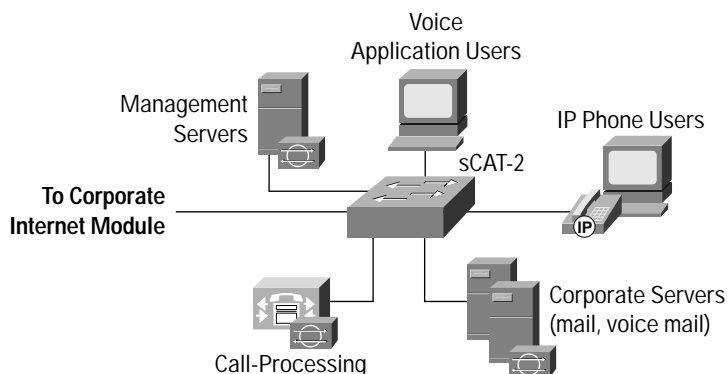 Voice
Application Users
Management
Servers
IP Phone Users
sCAT-2
To Corporate
Internet Module
IP
Corporate Servers
(mail, voice mail)
Call-Processing